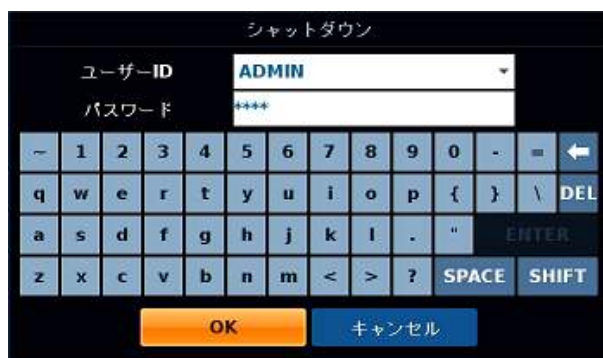 シャットダウン
ユーザーID ADMIN
パスワード ****
~ 1 2 3 4 5 6 7 8 9 0 - =
q w e r t y u i o p { } \ DEL
a s d f g h j k l . " ENTER
z x c v b n m < > ? SPACE SHIFT
OK キャンセル